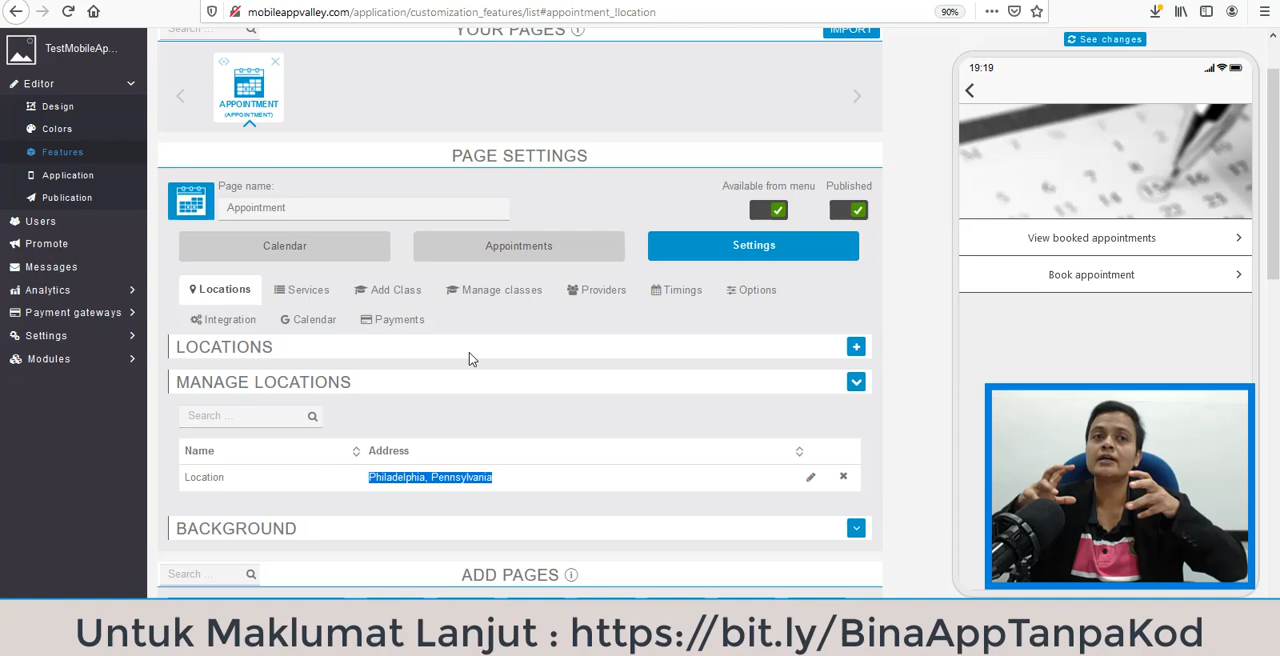 mobileappvalley.com/application/customization_features/list#appointment_llocation
90%
TestMobileAp...
Editor
Design
Colors
Features
Application
Publication
Users
Promote
Messages
Analytics
Payment gateways
Settings
Modules
Search ...
YOUR PAGES
IMPORT
APPOINTMENT
(APPOINTMENT)
PAGE SETTINGS
Page name:
Available from menu
Published
Appointment
Calendar
Appointments
Settings
Locations
Services
Add Class
Manage classes
Providers
Timings
Options
Integration
Calendar
Payments
LOCATIONS
MANAGE LOCATIONS
Search ...
Name
Address
Location
Philadelphia, Pennsylvania
BACKGROUND
Search ...
ADD PAGES
See changes
19:19
15
View booked appointments
Book appointment
Untuk Maklumat Lanjut : https://bit.ly/BinaAppTanpaKod